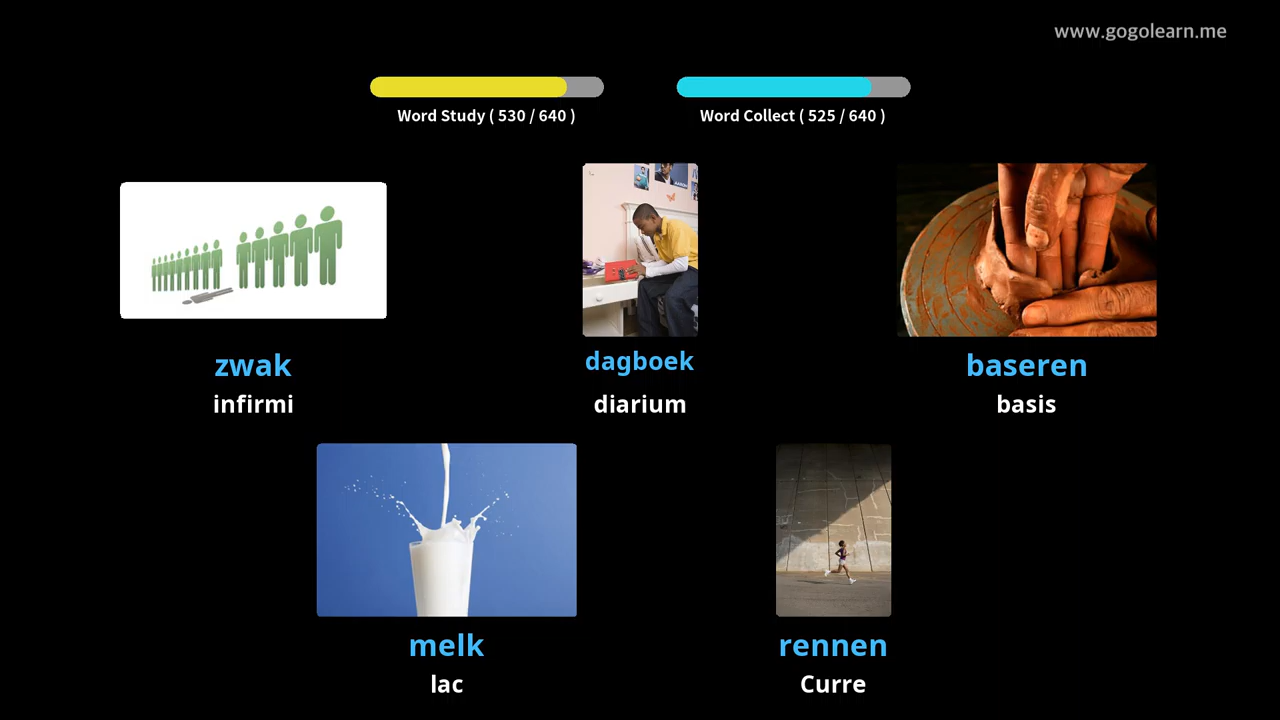 www.gogolearn.me
Word Study ( 530 / 640 )
Word Collect ( 525 / 640 )
zwak
infirmi
dagboek
diarium
baseren
basis
melk
lac
rennen
Curre